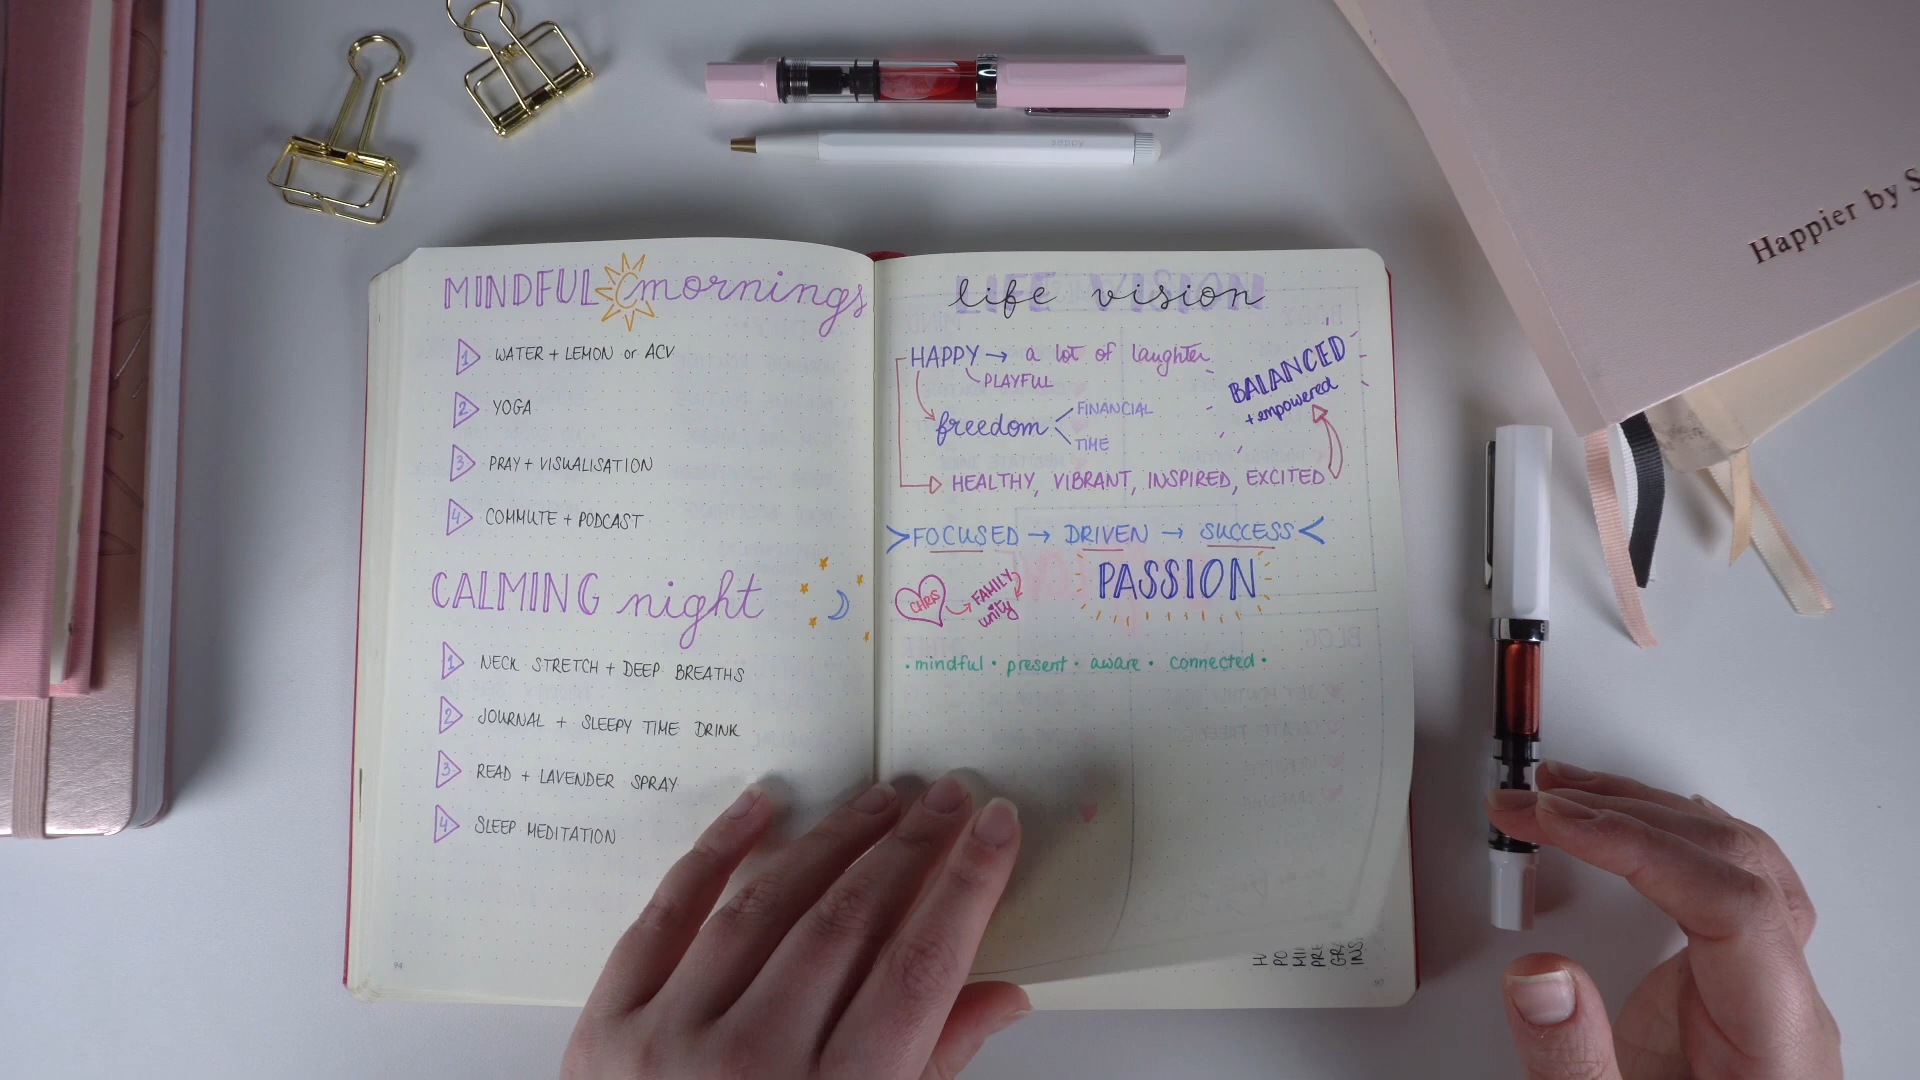 MINDFUL mornings
1 WATER + LEMON or ACV
2 YOGA
3 PRAY + VISUALISATION
4 COMMUTE + PODCAST
CALMING night
1 NECK STRETCH + DEEP BREATHS
2 JOURNAL + SLEEPY TIME DRINK
3 READ + LAVENDER SPRAY
4 SLEEP MEDITATION
94
life vision
HAPPY → a lot of laughter
PLAYFUL
BALANCED
+ empowered
freedom
FINANCIAL
TIME
HEALTHY, VIBRANT, INSPIRED, EXCITED
>FOCUSED → DRIVEN → SUCCESS<
PASSION
CHRIS → FAMILY
unity
• mindful • present • aware • connected •
97
Happier by S